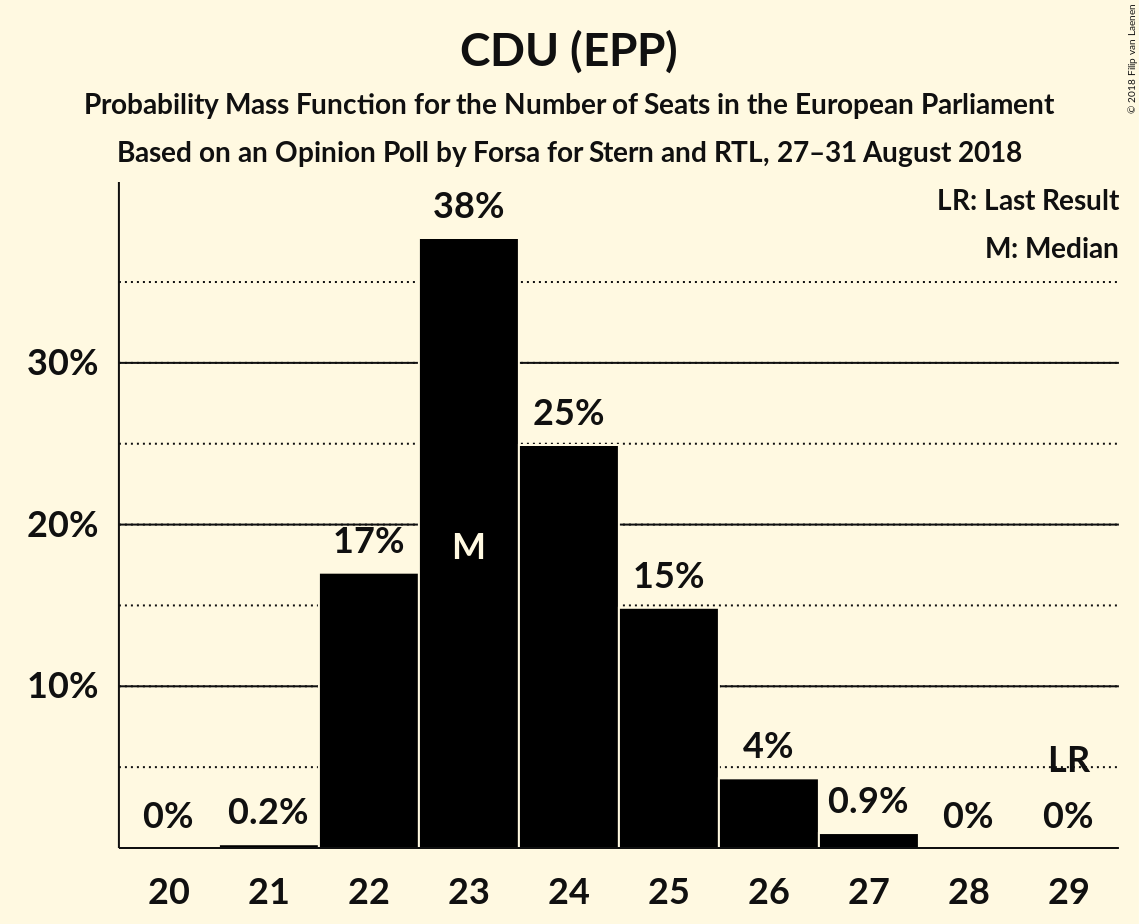 CDU (EPP)
Probability Mass Function for the Number of Seats in the European Parliament
Based on an Opinion Poll by Forsa for Stern and RTL, 27–31 August 2018
© 2018 Filip van Laenen
LR: Last Result
M: Median
38%
30%
25%
20%
17%
M
15%
10%
4%
LR
0%
0.2%
0.9%
0%
0%
20 21 22 23 24 25 26 27 28 29